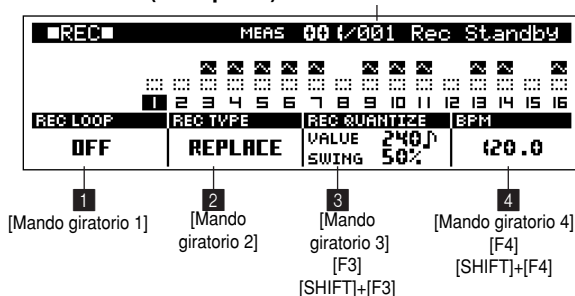 ■REC■ MEAS 001/001 Rec Standby
1 2 3 4 5 6 7 8 9 10 11 12 13 14 15 16
REC LOOP REC TYPE REC QUANTIZE BPM
OFF REPLACE VALUE 240♪ 120.0
SWING 50%
1 2 3 4
[Mando giratorio 1]
[Mando
giratorio 2]
[Mando
giratorio 3]
[F3]
[SHIFT]+[F3]
[Mando giratorio 4]
[F4]
[SHIFT]+[F4]